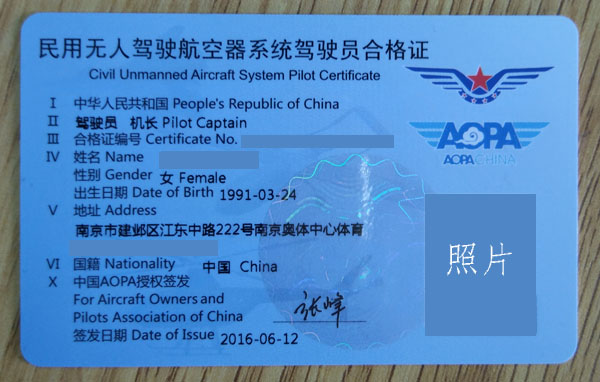 民用无人驾驶航空器系统驾驶员合格证
Civil Unmanned Aircraft System Pilot Certificate
I 中华人民共和国 People's Republic of China
II 驾驶员 机长 Pilot Captain
III 合格证编号 Certificate No.
IV 姓名 Name
性别 Gender 女 Female
出生日期 Date of Birth 1991-03-24
V 地址 Address
南京市建邺区江东中路222号南京奥体中心体育
VI 国籍 Nationality 中国 China
X 中国AOPA授权签发
For Aircraft Owners and
Pilots Association of China
张峰
签发日期 Date of Issue 2016-06-12
AOPA
AOPA CHINA
照片